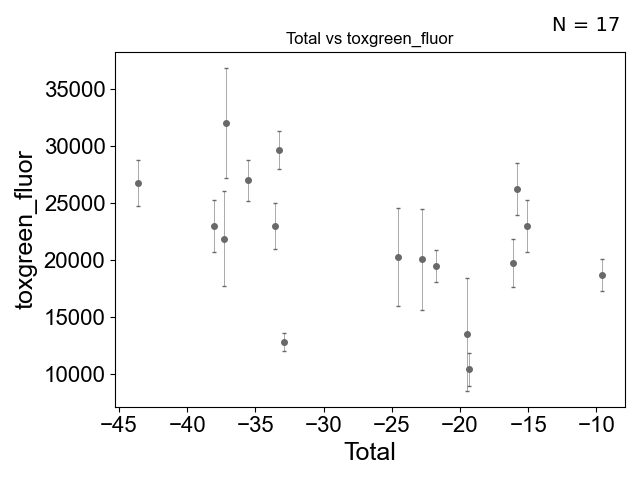 N = 17
Total vs toxgreen_fluor
35000
30000
25000
20000
15000
10000
toxgreen_fluor
−45 −40 −35 −30 −25 −20 −15 −10
Total